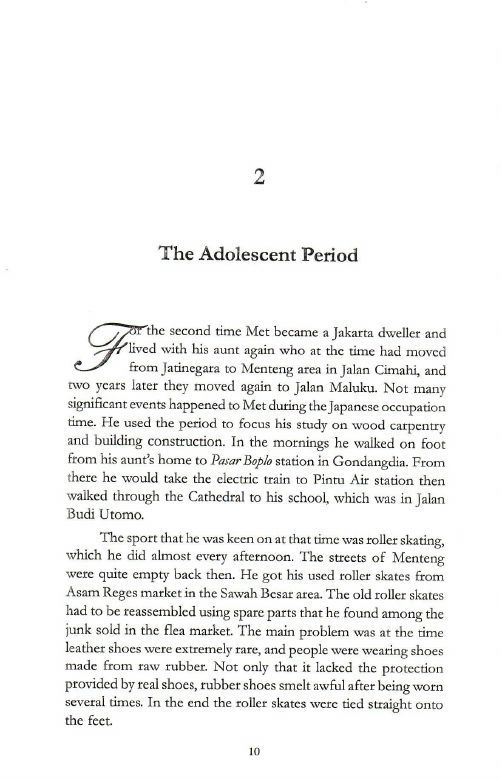 2
The Adolescent Period
For the second time Met became a Jakarta dweller and
lived with his aunt again who at the time had moved
from Jatinegara to Menteng area in Jalan Cimahi, and
two years later they moved again to Jalan Maluku. Not many
significant events happened to Met during the Japanese occupation
time. He used the period to focus his study on wood carpentry
and building construction. In the mornings he walked on foot
from his aunt's home to Pasar Boplo station in Gondangdia. From
there he would take the electric train to Pintu Air station then
walked through the Cathedral to his school, which was in Jalan
Budi Utomo.
The sport that he was keen on at that time was roller skating,
which he did almost every afternoon. The streets of Menteng
were quite empty back then. He got his used roller skates from
Asam Reges market in the Sawah Besar area. The old roller skates
had to be reassembled using spare parts that he found among the
junk sold in the flea market. The main problem was at the time
leather shoes were extremely rare, and people were wearing shoes
made from raw rubber. Not only that it lacked the protection
provided by real shoes, rubber shoes smelt awful after being worn
several times. In the end the roller skates were tied straight onto
the feet.
10